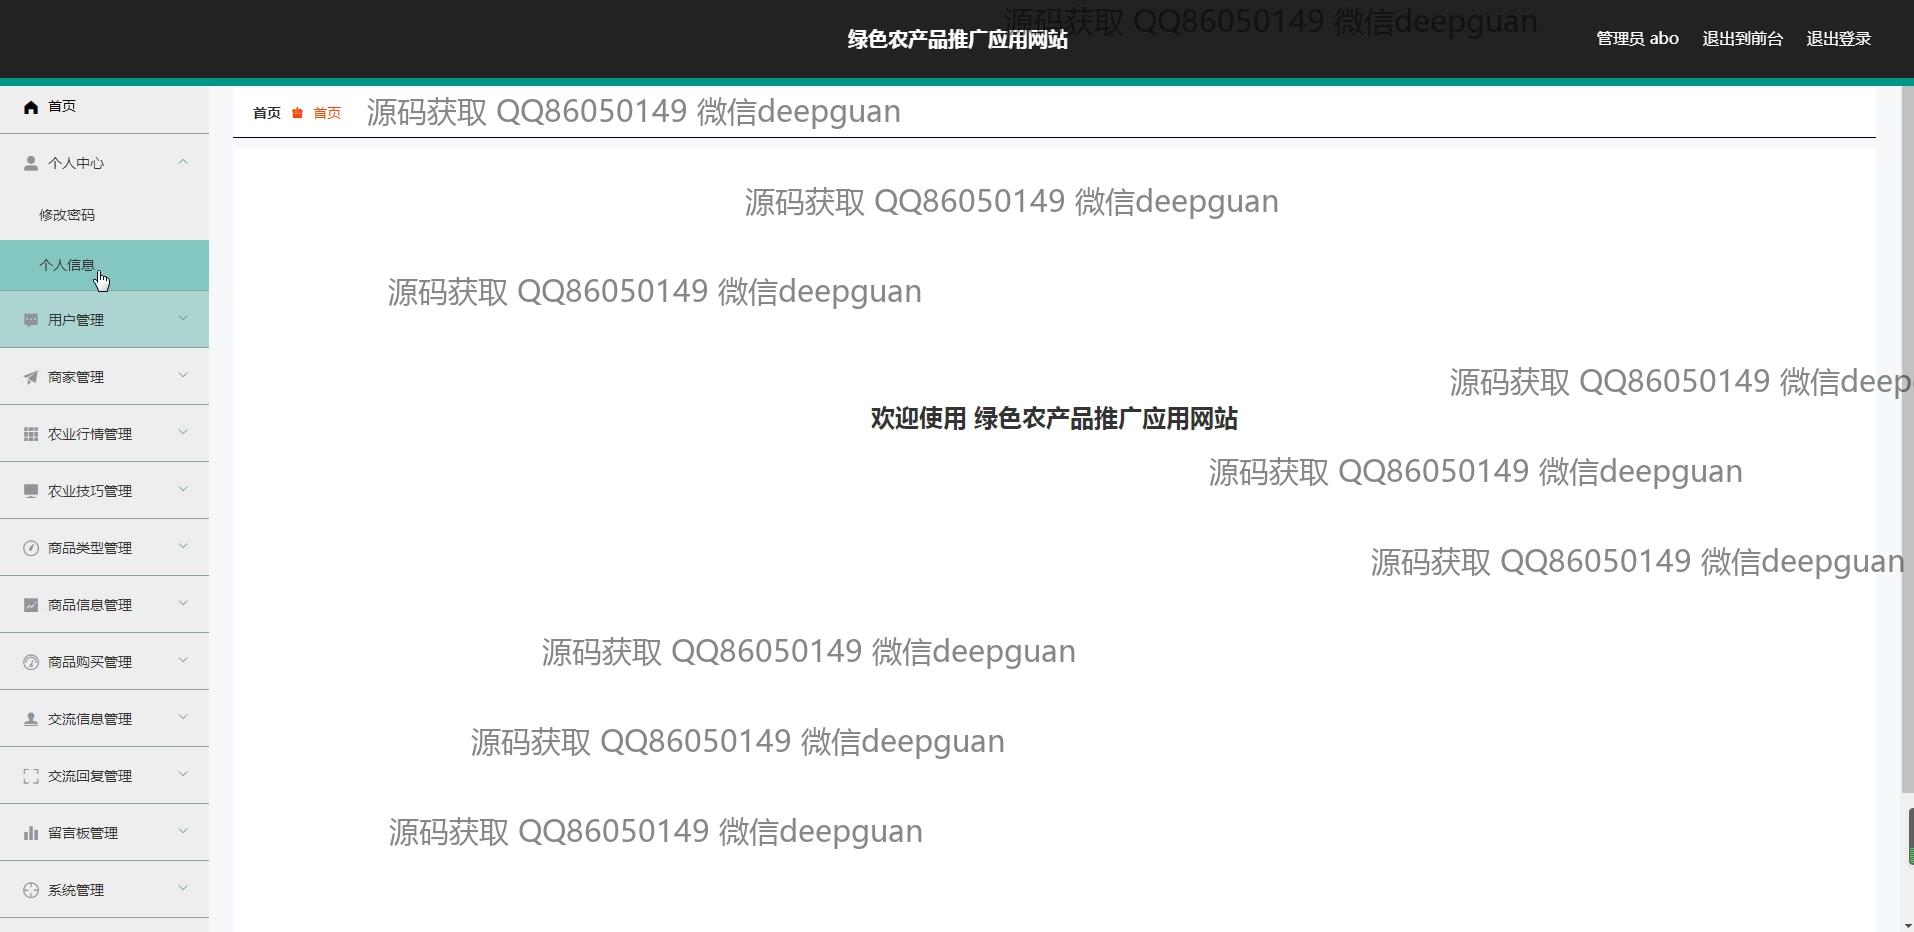 源码获取 QQ86050149 微信deepguan
绿色农产品推广应用网站
管理员 abo 退出到前台 退出登录
首页
首页 首页
源码获取 QQ86050149 微信deepguan
个人中心
修改密码
源码获取 QQ86050149 微信deepguan
个人信息
源码获取 QQ86050149 微信deepguan
用户管理
商家管理
源码获取 QQ86050149 微信deep
欢迎使用 绿色农产品推广应用网站
农业行情管理
源码获取 QQ86050149 微信deepguan
农业技巧管理
商品类型管理
源码获取 QQ86050149 微信deepguan
商品信息管理
源码获取 QQ86050149 微信deepguan
商品购买管理
交流信息管理
源码获取 QQ86050149 微信deepguan
交流回复管理
留言板管理
源码获取 QQ86050149 微信deepguan
系统管理